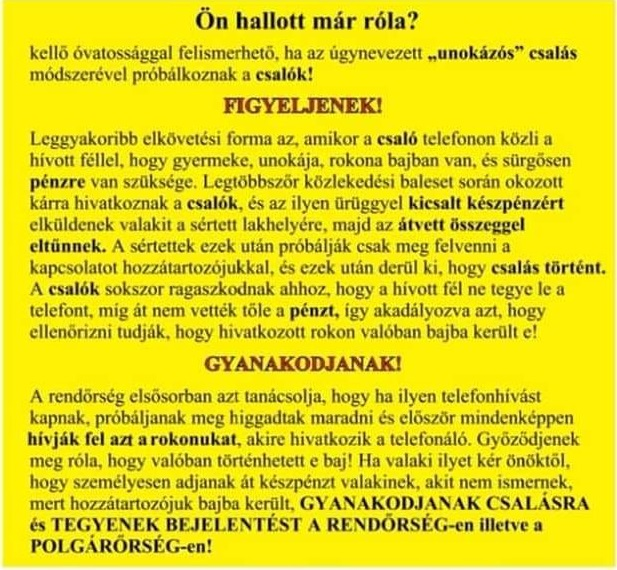 Ön hallott már róla?
kellő óvatossággal felismerhető, ha az úgynevezett „unokázós” csalás
módszerével próbálkoznak a csalók!
FIGYELJENEK!
Leggyakoribb elkövetési forma az, amikor a csaló telefonon közli a
hívott féllel, hogy gyermeke, unokája, rokona bajban van, és sürgősen
pénzre van szüksége. Legtöbbször közlekedési baleset során okozott
kárra hivatkoznak a csalók, és az ilyen ürüggyel kicsalt készpénzért
elküldenek valakit a sértett lakhelyére, majd az átvett összeggel
eltűnnek. A sértettek ezek után próbálják csak meg felvenni a
kapcsolatot hozzátartozójukkal, és ezek után derül ki, hogy csalás történt.
A csalók sokszor ragaszkodnak ahhoz, hogy a hívott fél ne tegye le a
telefont, míg át nem vették tőle a pénzt, így akadályozva azt, hogy
ellenőrizni tudják, hogy hivatkozott rokon valóban bajba került e!
GYANAKODJANAK!
A rendőrség elsősorban azt tanácsolja, hogy ha ilyen telefonhívást
kapnak, próbáljanak meg higgadtak maradni és először mindenképpen
hívják fel azt a rokonukat, akire hivatkozik a telefonáló. Győződjenek
meg róla, hogy valóban történhetett e baj! Ha valaki ilyet kér önöktől,
hogy személyesen adjanak át készpénzt valakinek, akit nem ismernek,
mert hozzátartozójuk bajba került, GYANAKODJANAK CSALÁSRA
és TEGYENEK BEJELENTÉST A RENDŐRSÉG-en illetve a
POLGÁRŐRSÉG-en!